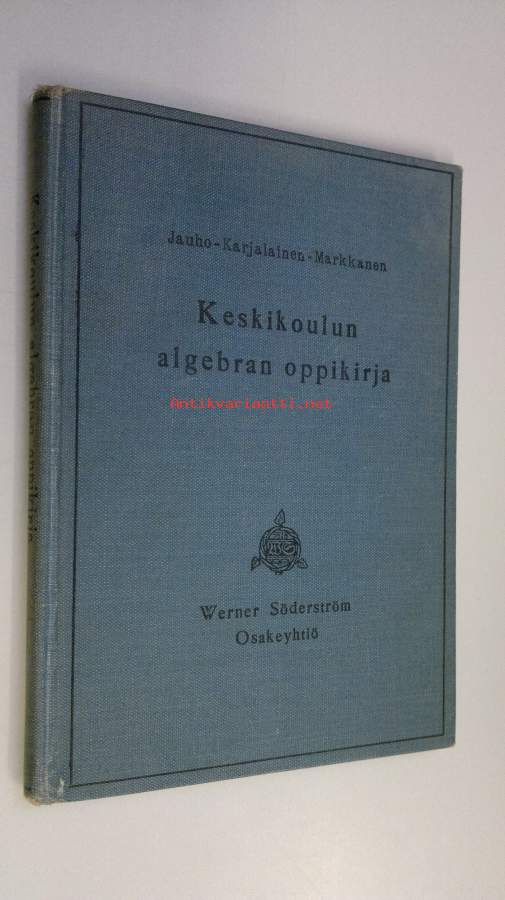 Jauho-Karjalainen-Markkanen
Keskikoulun
algebran oppikirja
Antikvariaatti.net
Werner Söderström
Osakeyhtiö
Keskikoulun algebran oppikirja